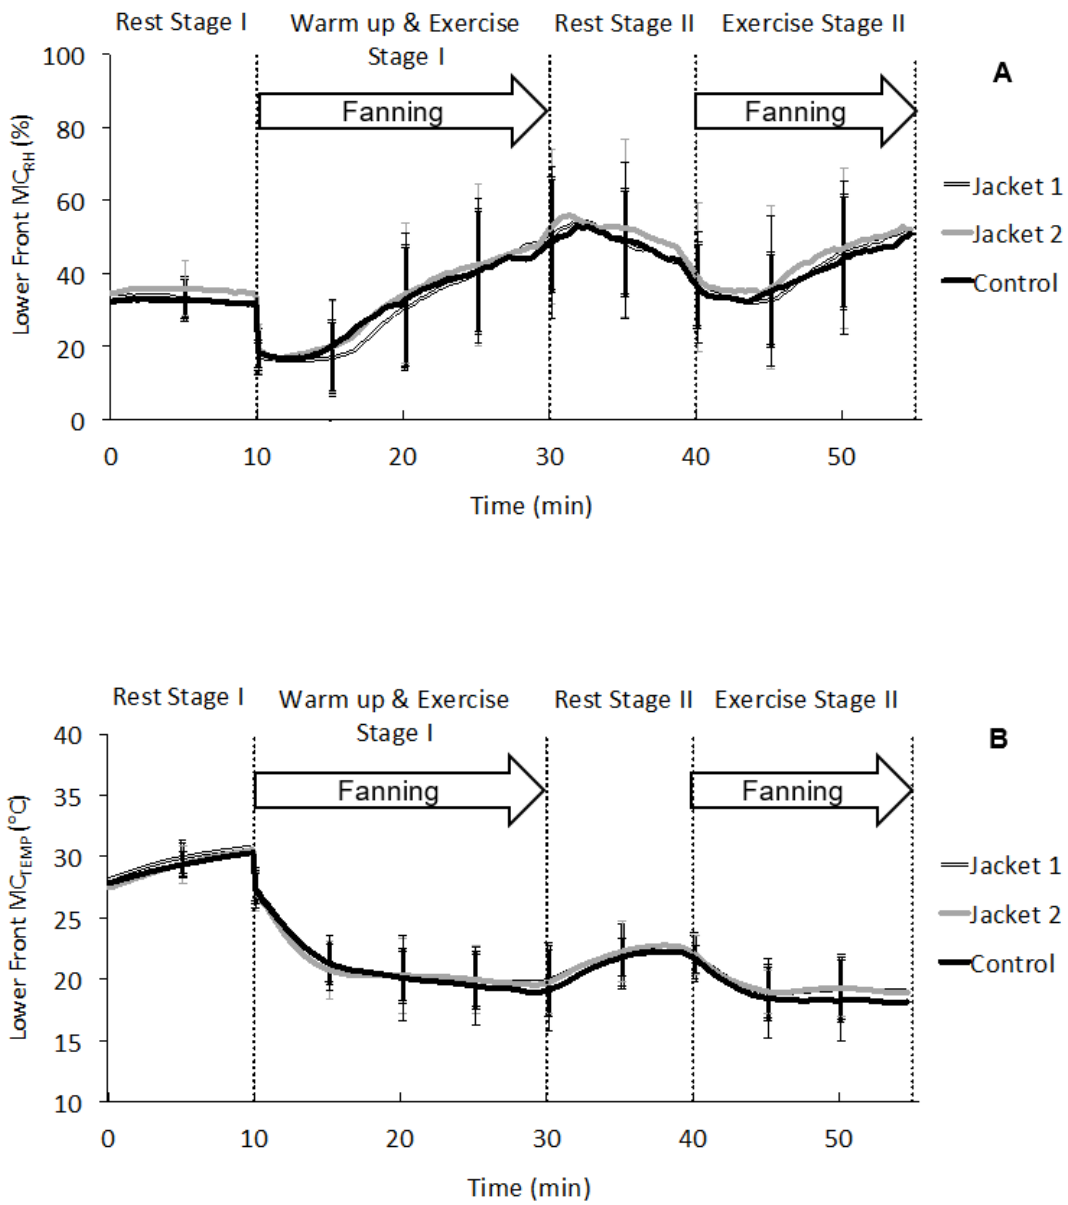 Rest Stage I
Warm up & Exercise
Stage I
Rest Stage II
Exercise Stage II
A
Fanning
Fanning
Lower Front MC_RH (%)
100
80
60
40
20
0
0 10 20 30 40 50
Time (min)
Jacket 1
Jacket 2
Control
Rest Stage I
Warm up & Exercise
Stage I
Rest Stage II
Exercise Stage II
B
Fanning
Fanning
Lower Front MC_TEMP (°C)
40
35
30
25
20
15
10
0 10 20 30 40 50
Time (min)
Jacket 1
Jacket 2
Control